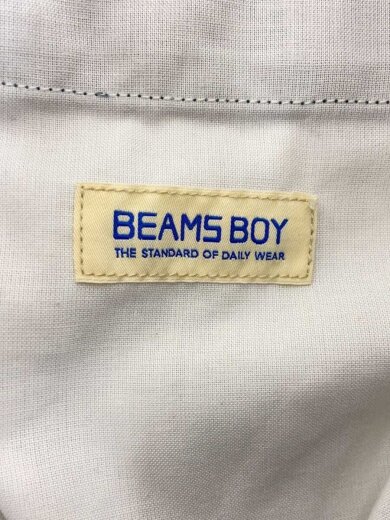 BEAMS BOY
THE STANDARD OF DAILY WEAR